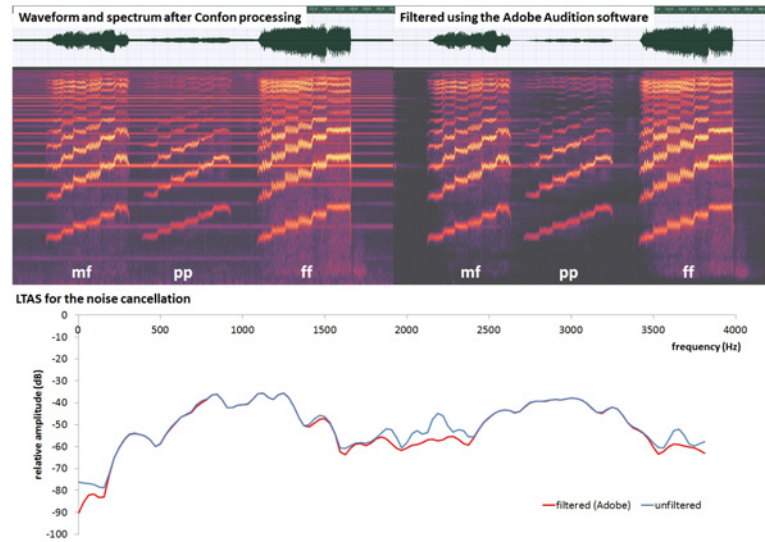 Waveform and spectrum after Confon processing
Filtered using the Adobe Audition software
mf pp ff
mf pp ff
LTAS for the noise cancellation
0 500 1000 1500 2000 2500 3000 3500 4000
frequency (Hz)
relative amplitude (dB)
0
-10
-20
-30
-40
-50
-60
-70
-80
-90
-100
filtered (Adobe) unfiltered